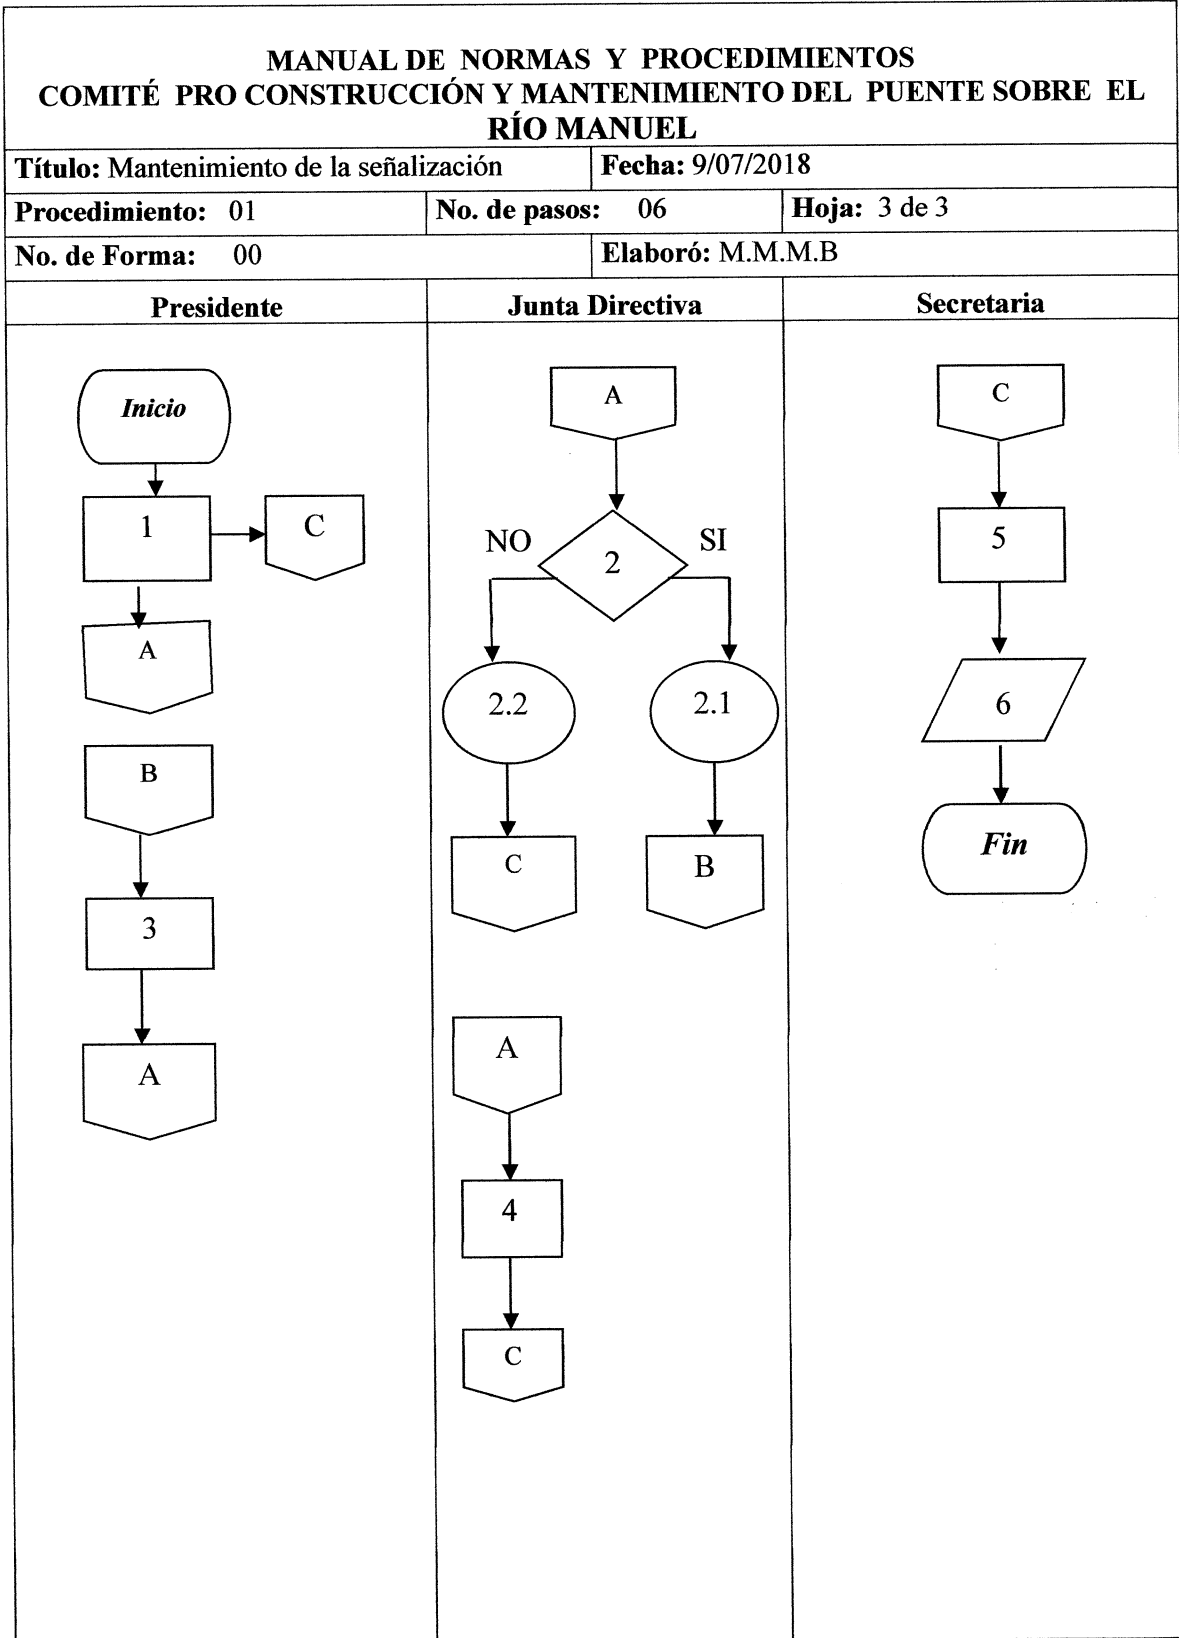 MANUAL DE NORMAS Y PROCEDIMIENTOS
COMITÉ PRO CONSTRUCCIÓN Y MANTENIMIENTO DEL PUENTE SOBRE EL
RÍO MANUEL
Título: Mantenimiento de la señalización
Fecha: 9/07/2018
Procedimiento: 01
No. de pasos: 06
Hoja: 3 de 3
No. de Forma: 00
Elaboró: M.M.M.B
Presidente
Junta Directiva
Secretaria
Inicio
1
C
A
B
3
A
A
2
NO
SI
2.2
2.1
C
B
A
4
C
C
5
6
Fin